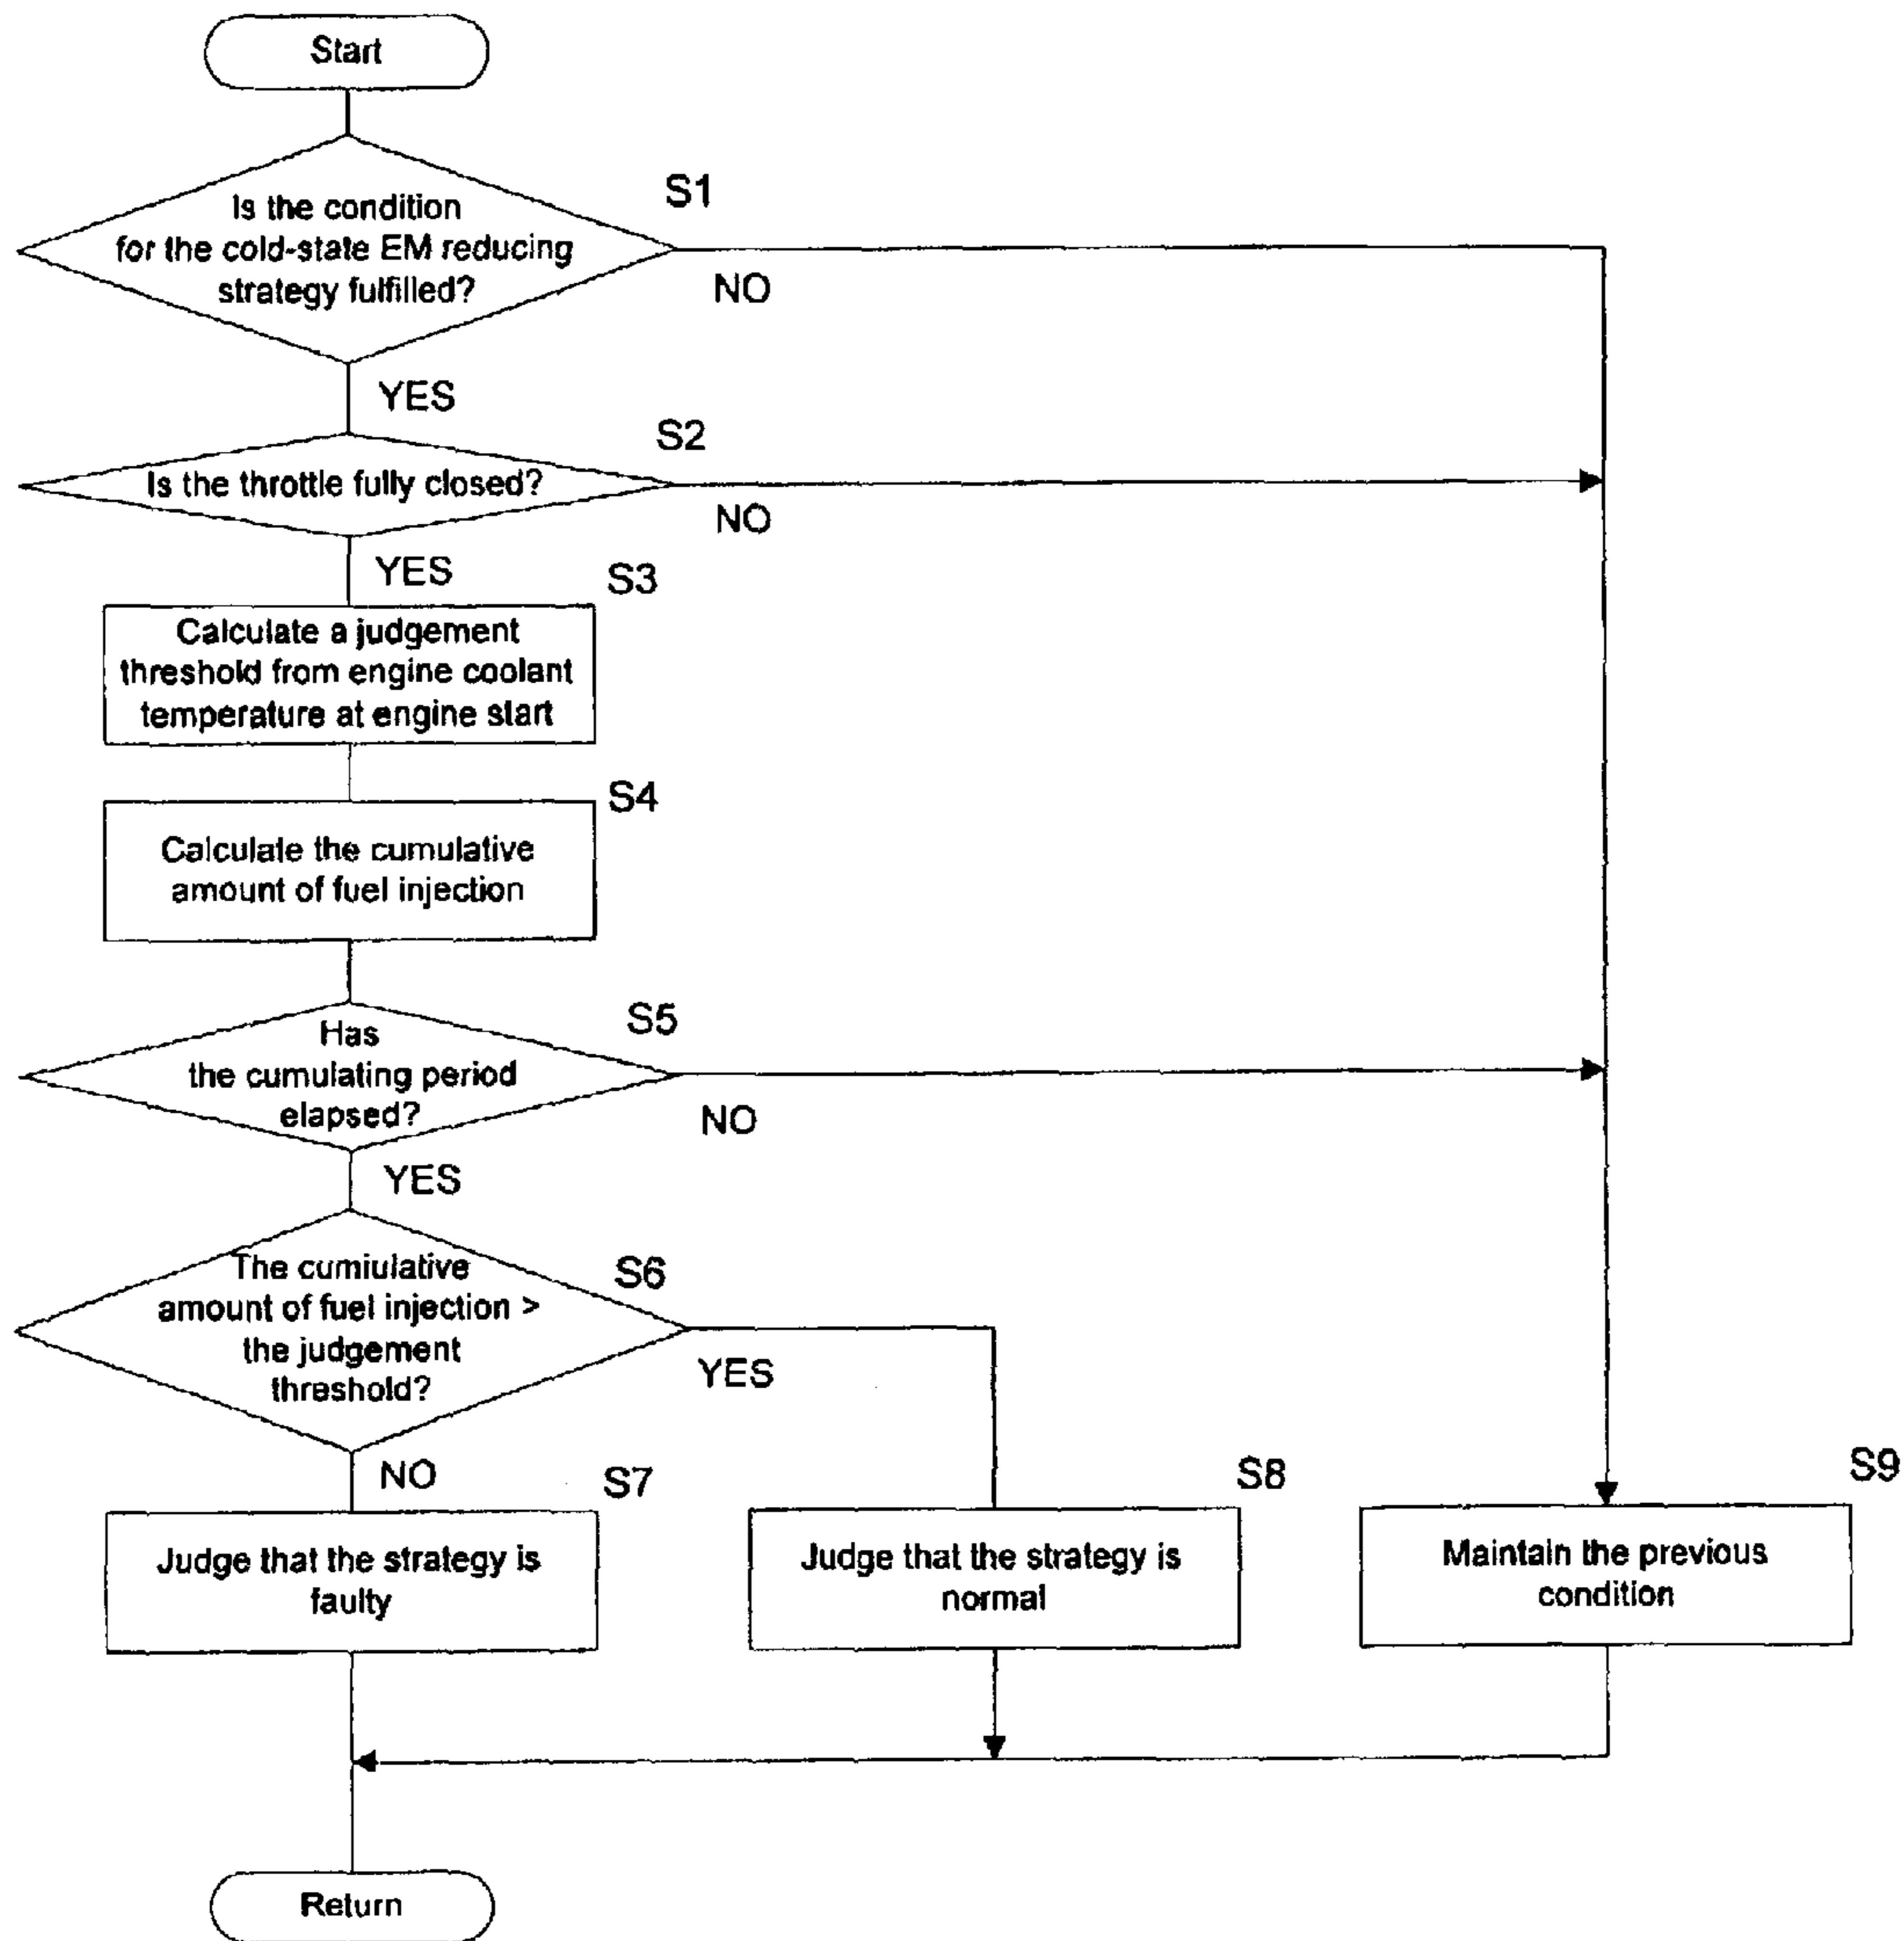 Start
Is the condition
for the cold-state EM reducing
strategy fulfilled?
S1
NO
YES
S2
Is the throttle fully closed?
NO
YES
S3
Calculate a judgement
threshold from engine coolant
temperature at engine start
S4
Calculate the cumulative
amount of fuel injection
S5
Has
the cumulating period
elapsed?
NO
YES
S6
The cumiulative
amount of fuel injection >
the judgement
threshold?
YES
NO
S7
Judge that the strategy is
faulty
S8
Judge that the strategy is
normal
S9
Maintain the previous
condition
Return